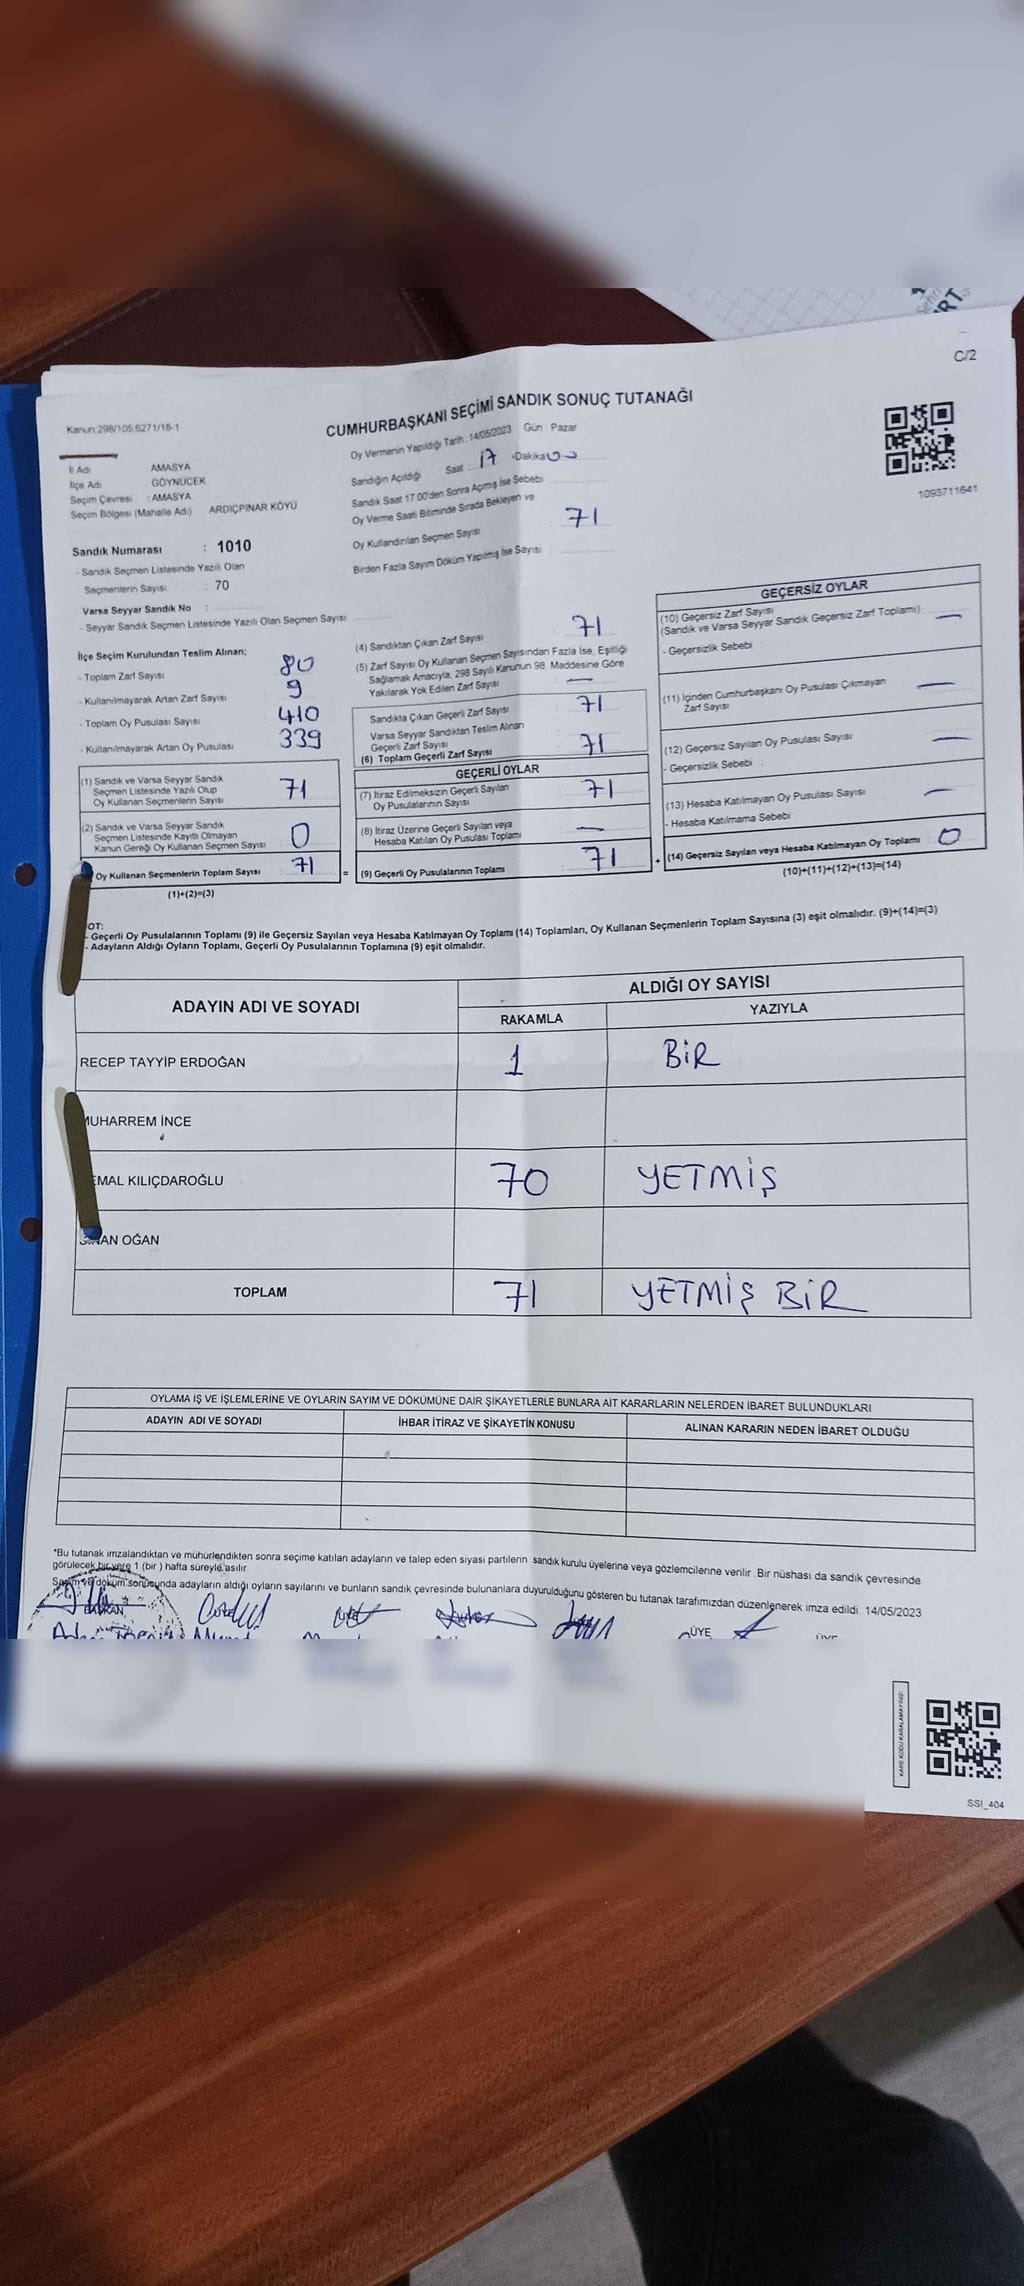 C/2
Kanun:298/105;6271/18-1
CUMHURBAŞKANI SEÇİMİ SANDIK SONUÇ TUTANAĞI
Oy Vermenin Yapıldığı Tarih : 14/05/2023 Gün : Pazar
İl Adı AMASYA
İlçe Adı GÖYNÜCEK
Seçim Çevresi : AMASYA
Seçim Bölgesi (Mahalle Adı) ARDIÇPINAR KÖYÜ
Sandığın Açıldığı Saat 17 Dakika 00
Sandık Saat 17:00'den Sonra Açımış İse Sebebi
Oy Verme Saati Bitiminde Sırada Bekleyen ve
Oy Kullandırılan Seçmen Sayısı : 71
Birden Fazla Sayım Döküm Yapılmış İse Sayısı :
1093711641
Sandık Numarası : 1010
- Sandık Seçmen Listesinde Yazılı Olan
Seçmenlerin Sayısı : 70
Varsa Seyyar Sandık No :
- Seyyar Sandık Seçmen Listesinde Yazılı Olan Seçmen Sayısı:
İlçe Seçim Kurulundan Teslim Alınan;
- Toplam Zarf Sayısı 80
- Kullanılmayarak Artan Zarf Sayısı 9
- Toplam Oy Pusulası Sayısı 410
- Kullanılmayarak Artan Oy Pusulası 339
(1) Sandık ve Varsa Seyyar Sandık
Seçmen Listesinde Yazılı Olup
Oy Kullanan Seçmenlerin Sayısı 71
(2) Sandık ve Varsa Seyyar Sandık
Seçmen Listesinde Kayıtlı Olmayan
Kanun Gereği Oy Kullanan Seçmen Sayısı 0
Oy Kullanan Seçmenlerin Toplam Sayısı 71 =
(1)+(2)=(3)
(4) Sandıktan Çıkan Zarf Sayısı 71
(5) Zarf Sayısı Oy Kullanan Seçmen Sayısından Fazla İse, Eşitliği
Sağlamak Amacıyla, 298 Sayılı Kanunun 98. Maddesine Göre
Yakılarak Yok Edilen Zarf Sayısı —
Sandıkta Çıkan Geçerli Zarf Sayısı 71
Varsa Seyyar Sandıktan Teslim Alınan
Geçerli Zarf Sayısı
(6) Toplam Geçerli Zarf Sayısı 71
GEÇERLİ OYLAR
(7) İtiraz Edilmeksizin Geçerli Sayılan
Oy Pusulalarının Sayısı 71
(8) İtiraz Üzerine Geçerli Sayılan veya
Hesaba Katılan Oy Pusulası Toplamı —
(9) Geçerli Oy Pusulalarının Toplamı 71 +
GEÇERSİZ OYLAR
(10) Geçersiz Zarf Sayısı
(Sandık ve Varsa Seyyar Sandık Geçersiz Zarf Toplamı) : —
- Geçersizlik Sebebi :
(11) İçinden Cumhurbaşkanı Oy Pusulası Çıkmayan
Zarf Sayısı —
(12) Geçersiz Sayılan Oy Pusulası Sayısı —
- Geçersizlik Sebebi :
(13) Hesaba Katılmayan Oy Pusulası Sayısı —
- Hesaba Katılmama Sebebi
(14) Geçersiz Sayılan veya Hesaba Katılmayan Oy Toplamı 0
(10)+(11)+(12)+(13)=(14)
OT:
- Geçerli Oy Pusulalarının Toplamı (9) ile Geçersiz Sayılan veya Hesaba Katılmayan Oy Toplamı (14) Toplamları, Oy Kullanan Seçmenlerin Toplam Sayısına (3) eşit olmalıdır. (9)+(14)=(3)
- Adayların Aldığı Oyların Toplamı, Geçerli Oy Pusulalarının Toplamına (9) eşit olmalıdır.
ADAYIN ADI VE SOYADI ALDIĞI OY SAYISI
RAKAMLA YAZIYLA
RECEP TAYYİP ERDOĞAN 1 BİR
MUHARREM İNCE
EMAL KILIÇDAROĞLU 70 YETMİŞ
SİNAN OĞAN
TOPLAM 71 YETMİŞ BİR
OYLAMA İŞ VE İŞLEMLERİNE VE OYLARIN SAYIM VE DÖKÜMÜNE DAİR ŞİKAYETLERLE BUNLARA AİT KARARLARIN NELERDEN İBARET BULUNDUKLARI
ADAYIN ADI VE SOYADI İHBAR İTİRAZ VE ŞİKAYETİN KONUSU ALINAN KARARIN NEDEN İBARET OLDUĞU
*Bu tutanak imzalandıktan ve mühürlendikten sonra seçime katılan adayların ve talep eden siyasi partilerin sandık kurulu üyelerine veya gözlemcilerine verilir. Bir nüshası da sandık çevresinde
görülecek bir yere 1 (bir) hafta süreyle asılır.
Sayım ve döküm sonucunda adayların aldığı oyların sayılarını ve bunların sandık çevresinde bulunanlara duyurulduğunu gösteren bu tutanak tarafımızdan düzenlenerek imza edildi. 14/05/2023
BAŞKAN
ÜYE
ÜYE
KARE KODU KARALAMAYINIZ!
SSI_404